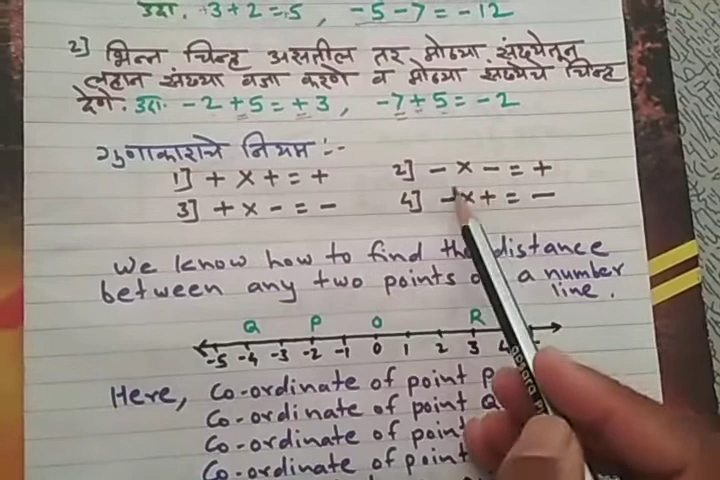 उदा. +3+2=5, -5-7=-12
2] भिन्न चिन्ह असतील तर मोठ्या संख्येतून
लहान संख्या वजा करणे व मोठ्या संख्येचे चिन्ह
देणे. उदा. -2+5=+3, -7+5=-2
गुणाकाराचे नियम :-
1] + × + = + 2] - × - = +
3] + × - = - 4] - × + = -
We know how to find the distance
between any two points a number
line.
Q P O R
-5 -4 -3 -2 -1 0 1 2 3 4
Here, Co-ordinate of point P
Co-ordinate of point Q
Co-ordinate of point
Co-ordinate of point